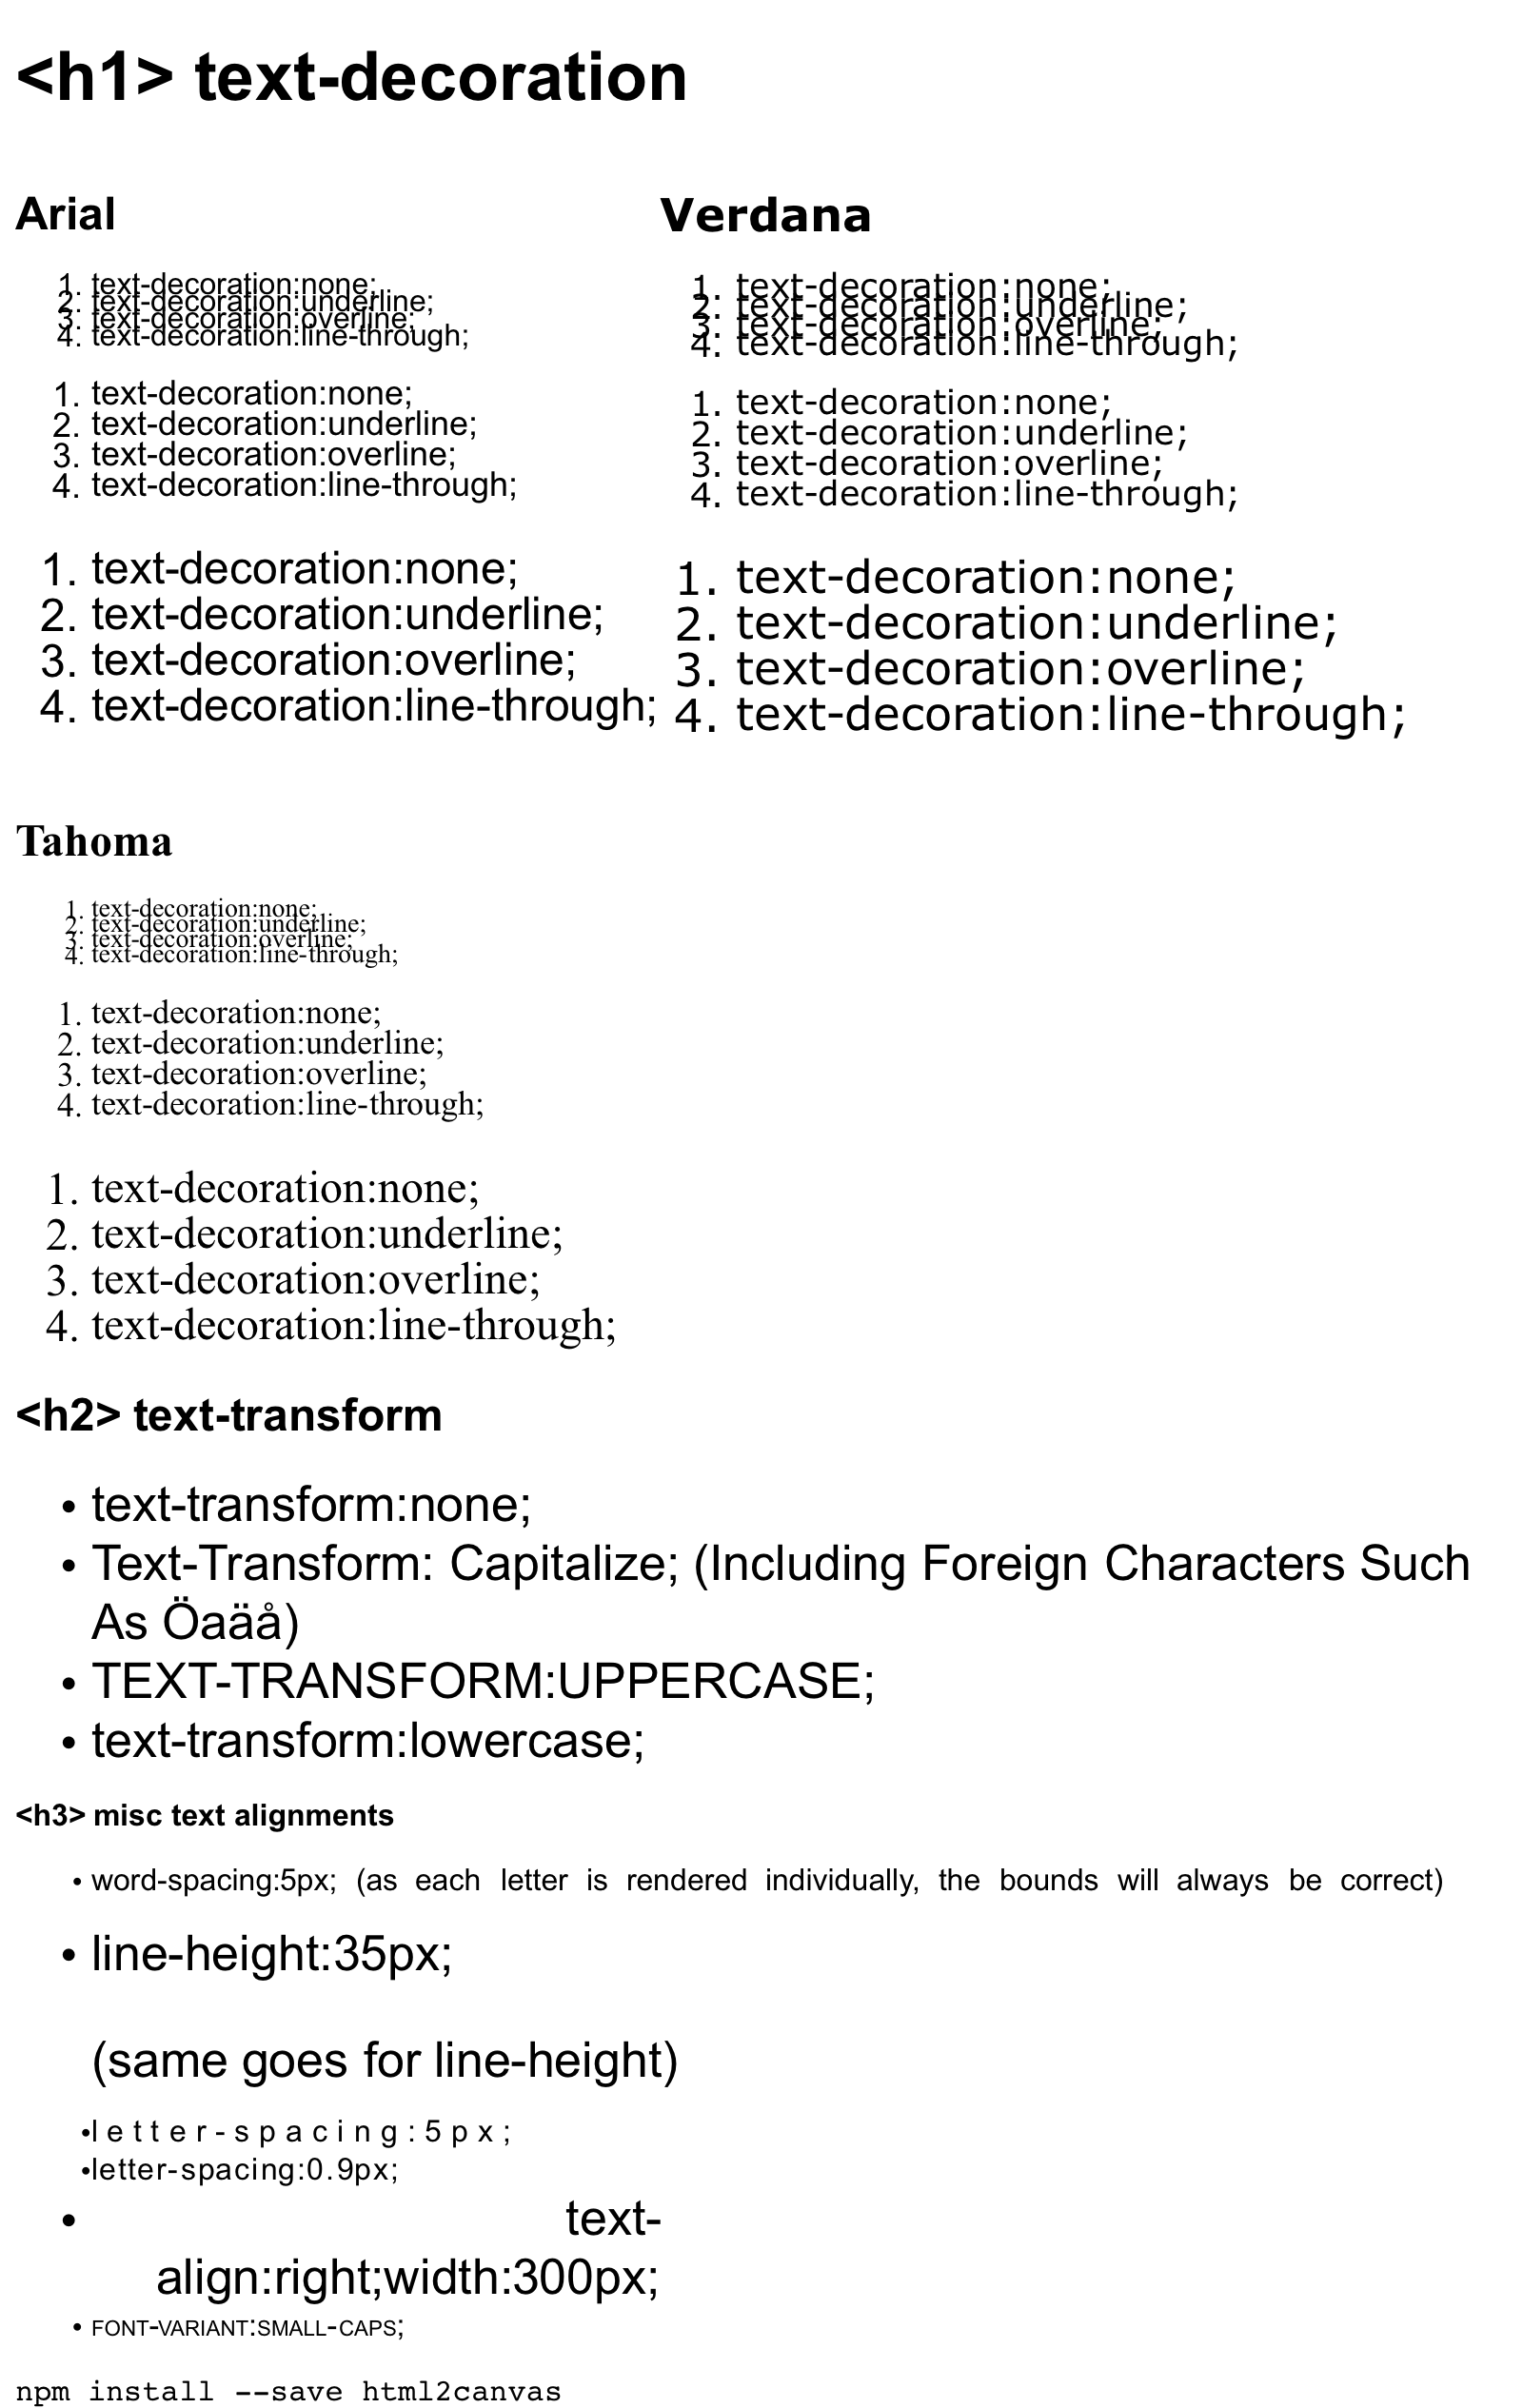 <h1> text-decoration
Arial
1. text-decoration:none;
2. text-decoration:underline;
3. text-decoration:overline;
4. text-decoration:line-through;
1. text-decoration:none;
2. text-decoration:underline;
3. text-decoration:overline;
4. text-decoration:line-through;
1. text-decoration:none;
2. text-decoration:underline;
3. text-decoration:overline;
4. text-decoration:line-through;
Verdana
1. text-decoration:none;
2. text-decoration:underline;
3. text-decoration:overline;
4. text-decoration:line-through;
1. text-decoration:none;
2. text-decoration:underline;
3. text-decoration:overline;
4. text-decoration:line-through;
1. text-decoration:none;
2. text-decoration:underline;
3. text-decoration:overline;
4. text-decoration:line-through;
Tahoma
1. text-decoration:none;
2. text-decoration:underline;
3. text-decoration:overline;
4. text-decoration:line-through;
1. text-decoration:none;
2. text-decoration:underline;
3. text-decoration:overline;
4. text-decoration:line-through;
1. text-decoration:none;
2. text-decoration:underline;
3. text-decoration:overline;
4. text-decoration:line-through;
<h2> text-transform
• text-transform:none;
• Text-Transform: Capitalize; (Including Foreign Characters Such
As Öaäå)
• TEXT-TRANSFORM:UPPERCASE;
• text-transform:lowercase;
<h3> misc text alignments
• word-spacing:5px; (as each letter is rendered individually, the bounds will always be correct)
• line-height:35px;
(same goes for line-height)
•letter-spacing:5px;
•letter-spacing:0.9px;
• text-
align:right;width:300px;
• FONT-VARIANT:SMALL-CAPS;
npm install --save html2canvas